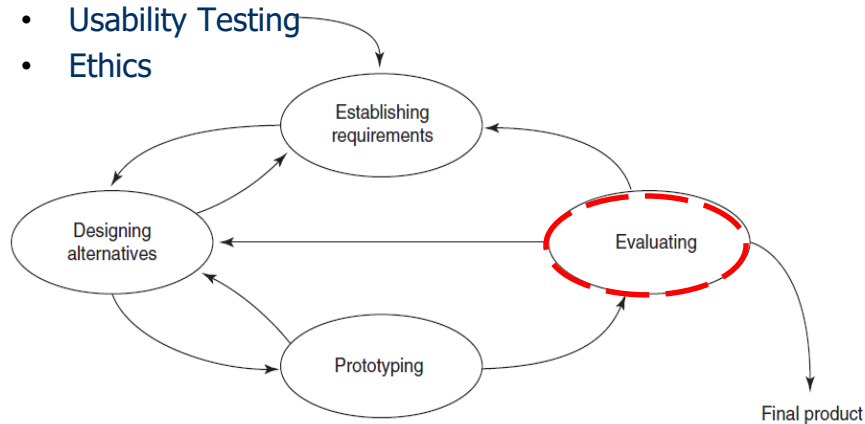 • Usability Testing
• Ethics
Establishing
requirements
Designing
alternatives
Evaluating
Prototyping
Final product